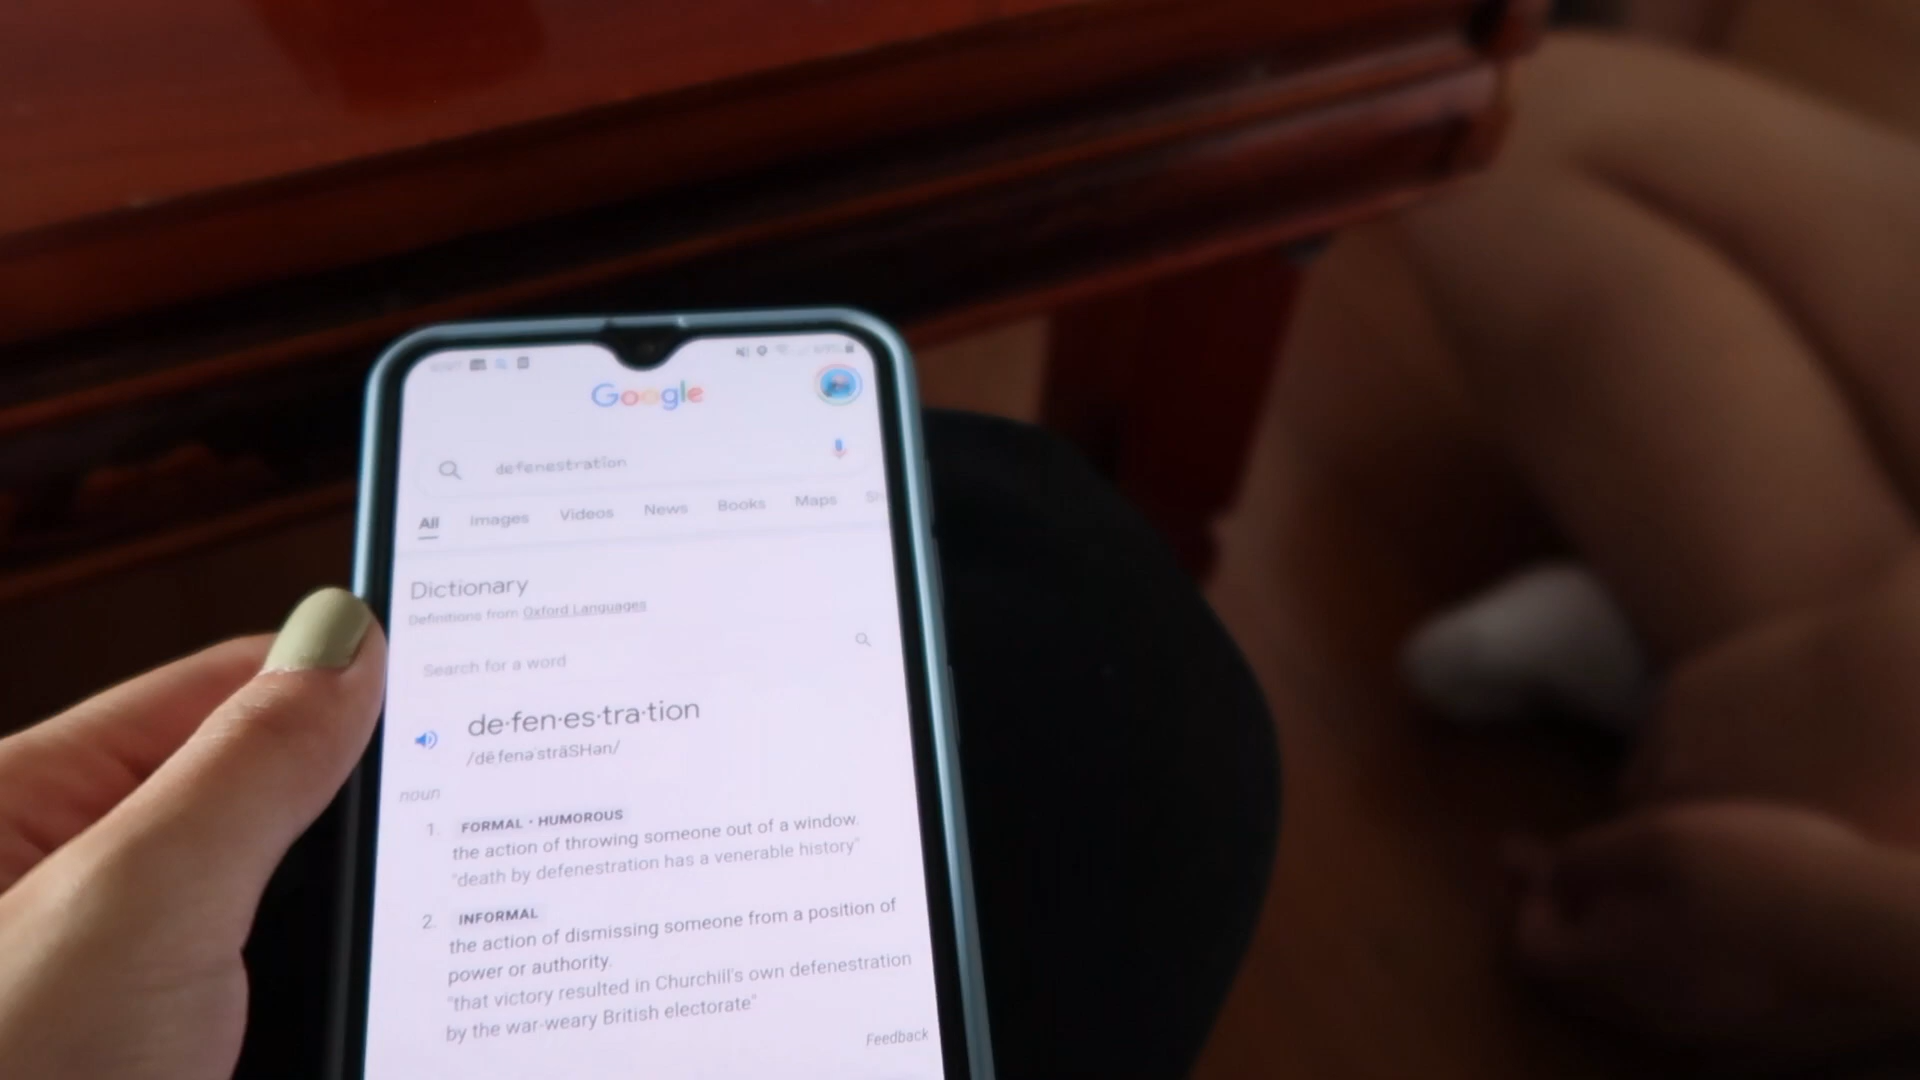 Google
defenestration
All Images Videos News Books Maps
Dictionary
Definitions from Oxford Languages
Search for a word
de·fen·es·tra·tion
/dēˌfenəˈstrāSHən/
noun
1. FORMAL • HUMOROUS
the action of throwing someone out of a window.
"death by defenestration has a venerable history"
2. INFORMAL
the action of dismissing someone from a position of
power or authority.
"that victory resulted in Churchill's own defenestration
by the war-weary British electorate"
Feedback